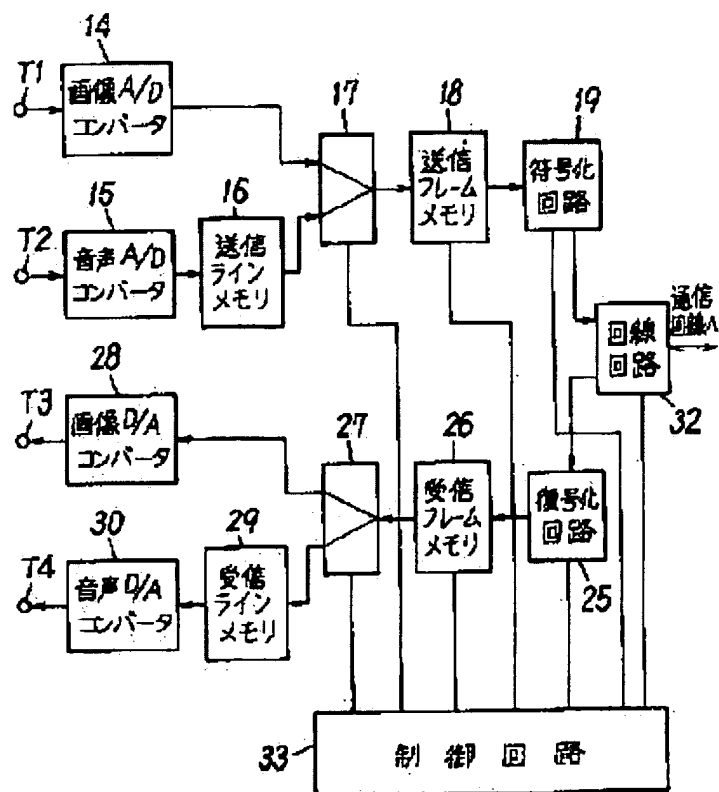 14
T1
画像A/D
コンバータ
17
18
送信
フレーム
メモリ
19
符号化
回路
15
T2
音声A/D
コンバータ
16
送信
ライン
メモリ
通信
回線
回線
回路
32
28
T3
画像D/A
コンバータ
27
26
受信
フレーム
メモリ
復号化
回路
25
30
T4
音声D/A
コンバータ
29
受信
ライン
メモリ
33
制御回路